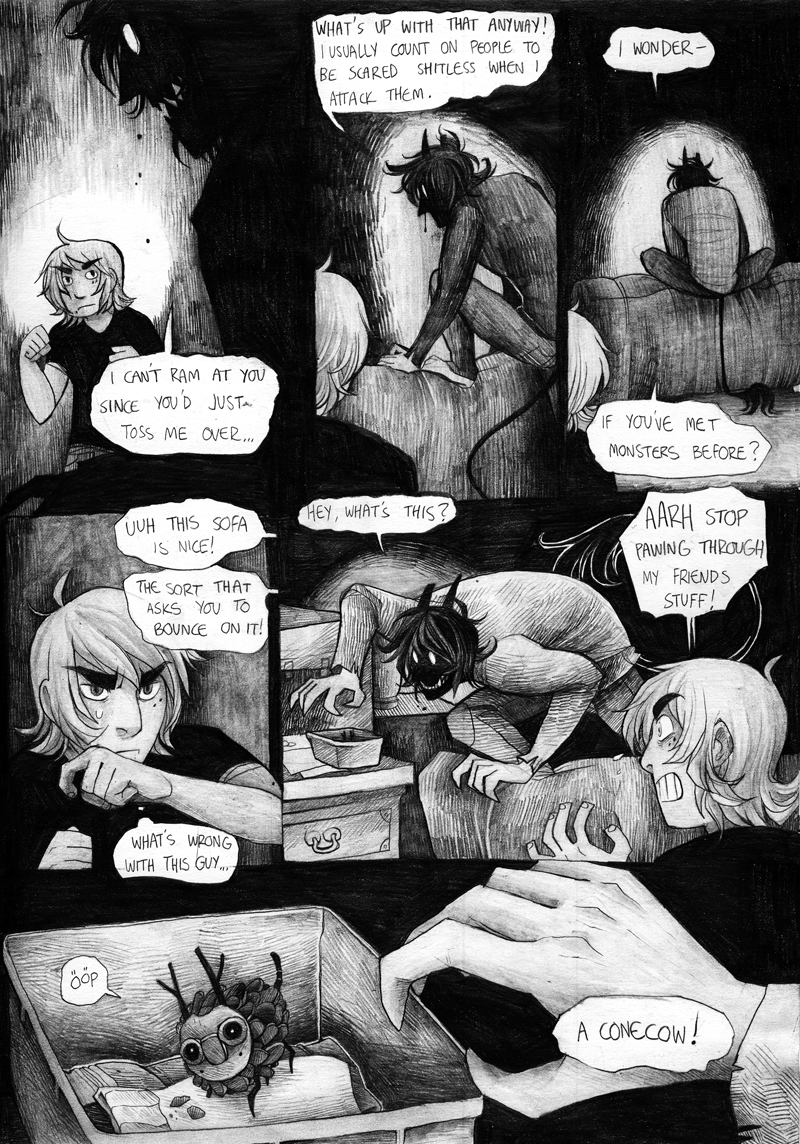 I CAN'T RAM AT YOU
SINCE YOU'D JUST
TOSS ME OVER...
WHAT'S UP WITH THAT ANYWAY!
I USUALLY COUNT ON PEOPLE TO
BE SCARED SHITLESS WHEN I
ATTACK THEM.
I WONDER-
IF YOU'VE MET
MONSTERS BEFORE?
UUH THIS SOFA
IS NICE!
THE SORT THAT
ASKS YOU TO
BOUNCE ON IT!
WHAT'S WRONG
WITH THIS GUY...
HEY, WHAT'S THIS?
AARH STOP
PAWING THROUGH
MY FRIENDS
STUFF!
ÖÖP
A CONECOW!